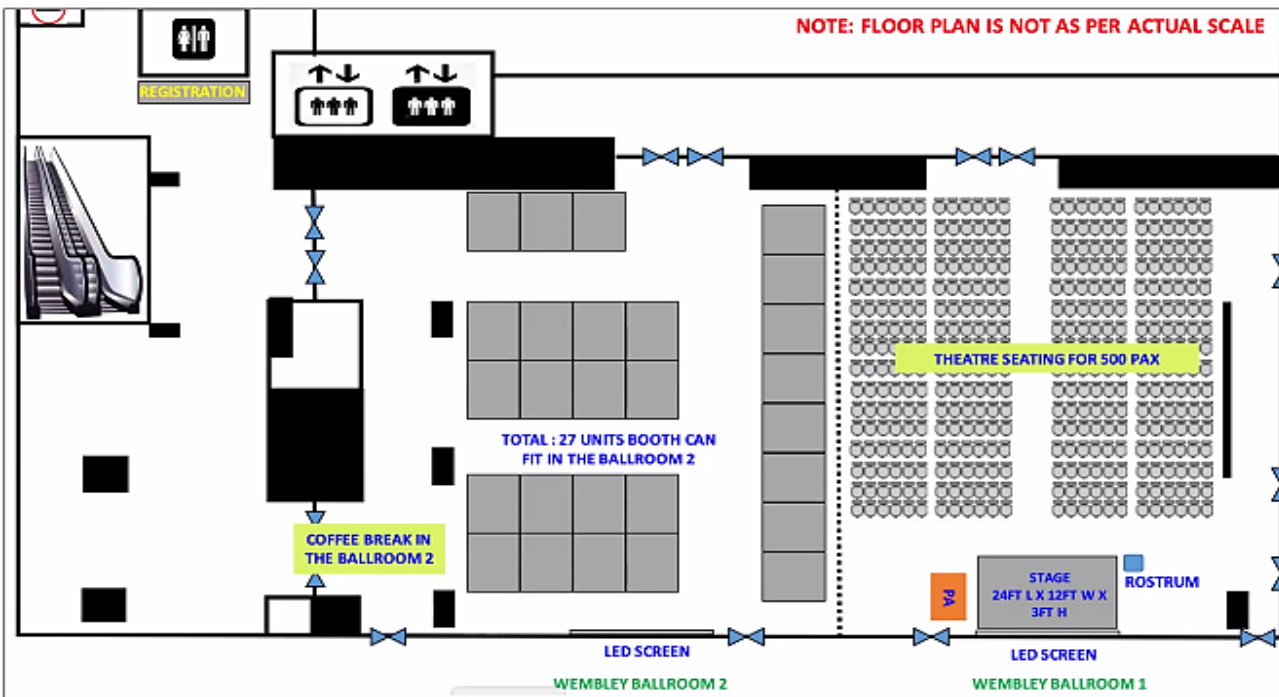 NOTE: FLOOR PLAN IS NOT AS PER ACTUAL SCALE
REGISTRATION
THEATRE SEATING FOR 500 PAX
TOTAL : 27 UNITS BOOTH CAN
FIT IN THE BALLROOM 2
COFFEE BREAK IN
THE BALLROOM 2
STAGE
24FT L X 12FT W X
3FT H
PA
ROSTRUM
LED SCREEN
LED SCREEN
WEMBLEY BALLROOM 2
WEMBLEY BALLROOM 1